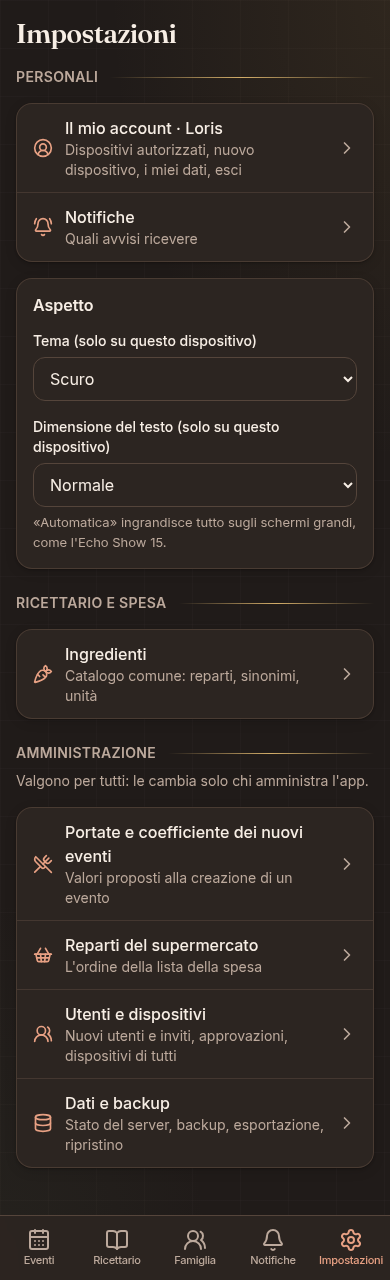 Impostazioni
PERSONALI
Il mio account · Loris
Dispositivi autorizzati, nuovo
dispositivo, i miei dati, esci
Notifiche
Quali avvisi ricevere
Aspetto
Tema (solo su questo dispositivo)
Scuro
Dimensione del testo (solo su questo
dispositivo)
Normale
«Automatica» ingrandisce tutto sugli schermi grandi,
come l'Echo Show 15.
RICETTARIO E SPESA
Ingredienti
Catalogo comune: reparti, sinonimi,
unità
AMMINISTRAZIONE
Valgono per tutti: le cambia solo chi amministra l'app.
Portate e coefficiente dei nuovi
eventi
Valori proposti alla creazione di un
evento
Reparti del supermercato
L'ordine della lista della spesa
Utenti e dispositivi
Nuovi utenti e inviti, approvazioni,
dispositivi di tutti
Dati e backup
Stato del server, backup, esportazione,
ripristino
Eventi
Ricettario
Famiglia
Notifiche
Impostazioni